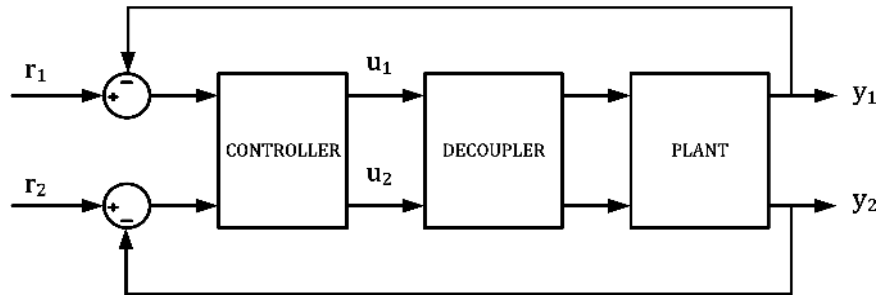 r₁
−
+
u₁
y₁
CONTROLLER
DECOUPLER
PLANT
r₂
+
−
u₂
y₂